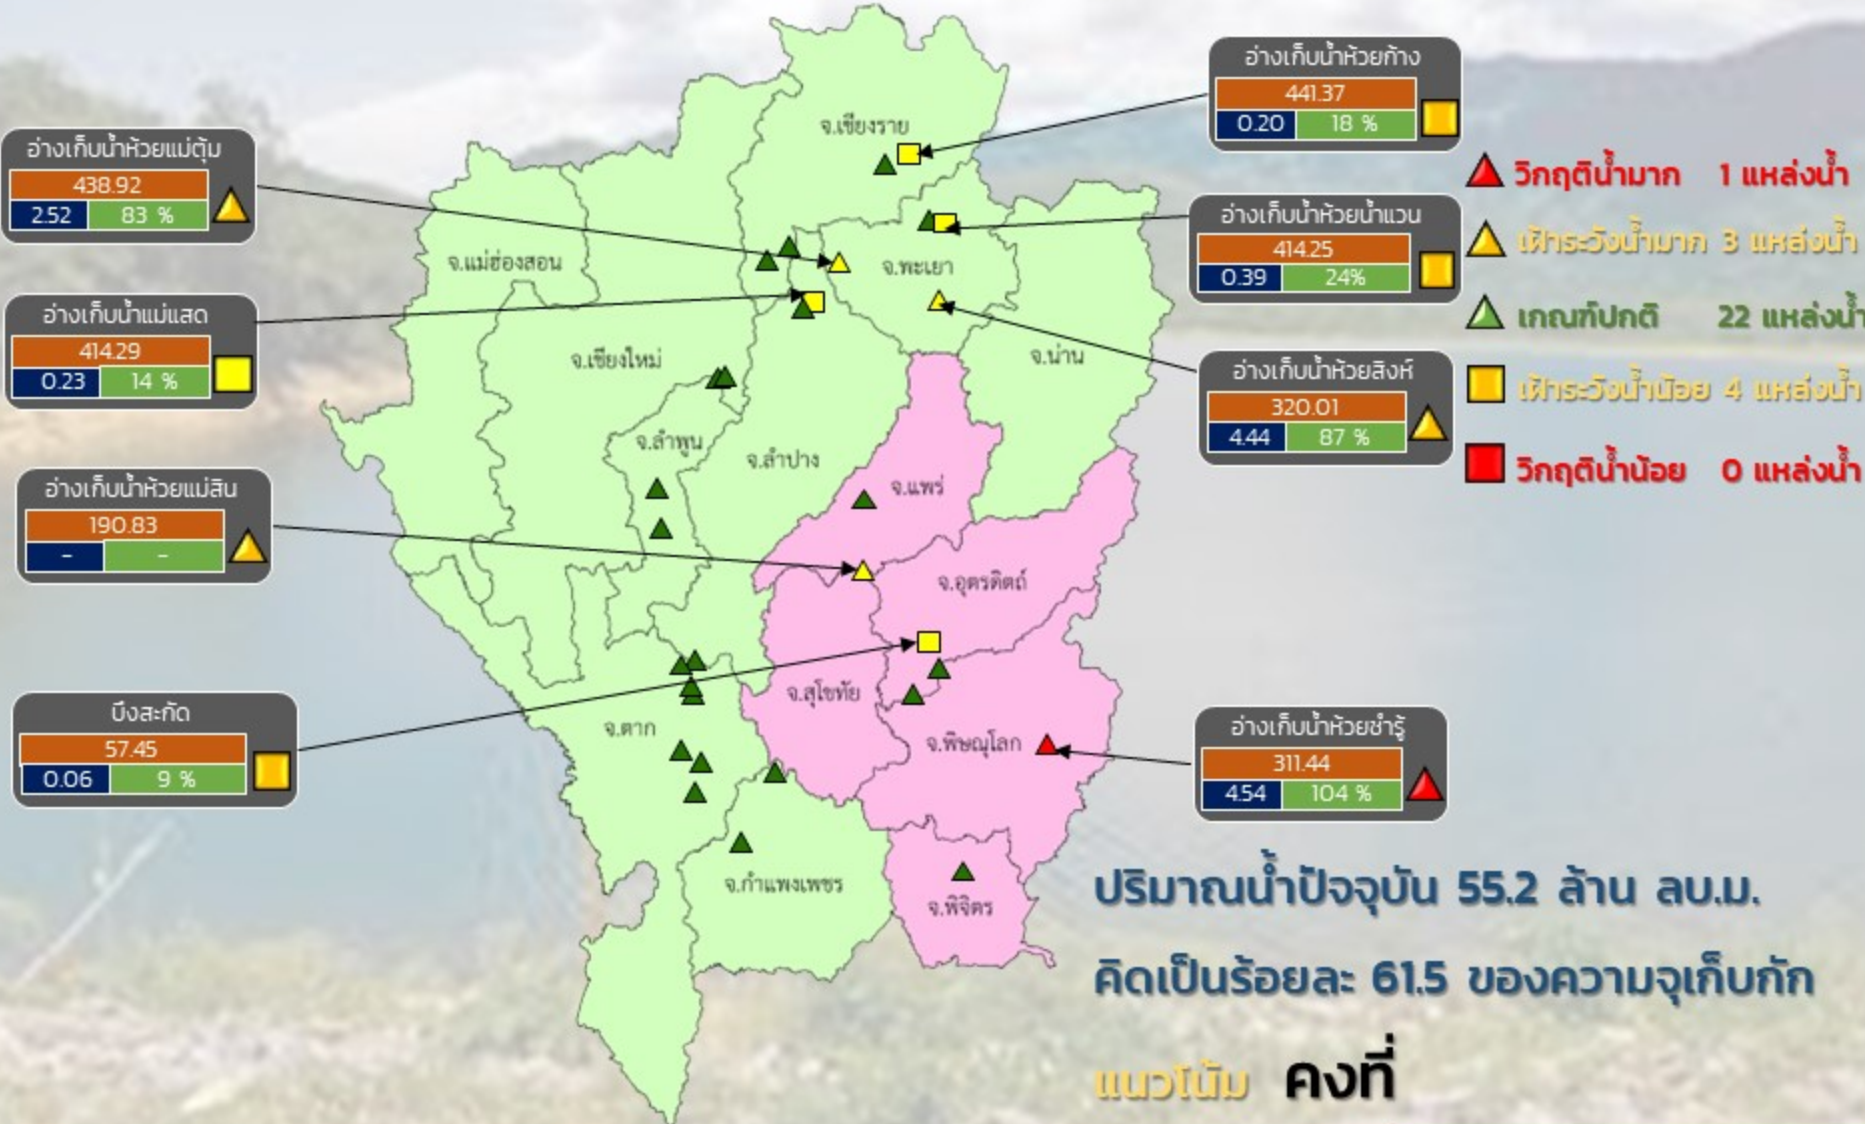 อ่างเก็บน้ำห้วยก้าง
441.37
0.20 18 %
อ่างเก็บน้ำห้วยแม่ตุ้ม
438.92
2.52 83 %
จ.เชียงราย
วิกฤติน้ำมาก 1 แหล่งน้ำ
อ่างเก็บน้ำห้วยน้ำแวน
414.25
0.39 24%
เฝ้าระวังน้ำมาก 3 แหล่งน้ำ
จ.แม่ฮ่องสอน
จ.พะเยา
อ่างเก็บน้ำแม่แสด
414.29
0.23 14 %
เกณฑ์ปกติ 22 แหล่งน้ำ
จ.เชียงใหม่
จ.น่าน
อ่างเก็บน้ำห้วยสิงห์
320.01
4.44 87 %
เฝ้าระวังน้ำน้อย 4 แหล่งน้ำ
จ.ลำพูน
จ.ลำปาง
วิกฤติน้ำน้อย 0 แหล่งน้ำ
อ่างเก็บน้ำห้วยแม่สิน
190.83
- -
จ.แพร่
จ.อุตรดิตถ์
จ.สุโขทัย
บึงสะกัด
57.45
0.06 9 %
จ.ตาก
จ.พิษณุโลก
อ่างเก็บน้ำห้วยซำรู้
311.44
4.54 104 %
จ.กำแพงเพชร
จ.พิจิตร
ปริมาณน้ำปัจจุบัน 55.2 ล้าน ลบ.ม.
คิดเป็นร้อยละ 61.5 ของความจุเก็บกัก
แนวโน้ม คงที่